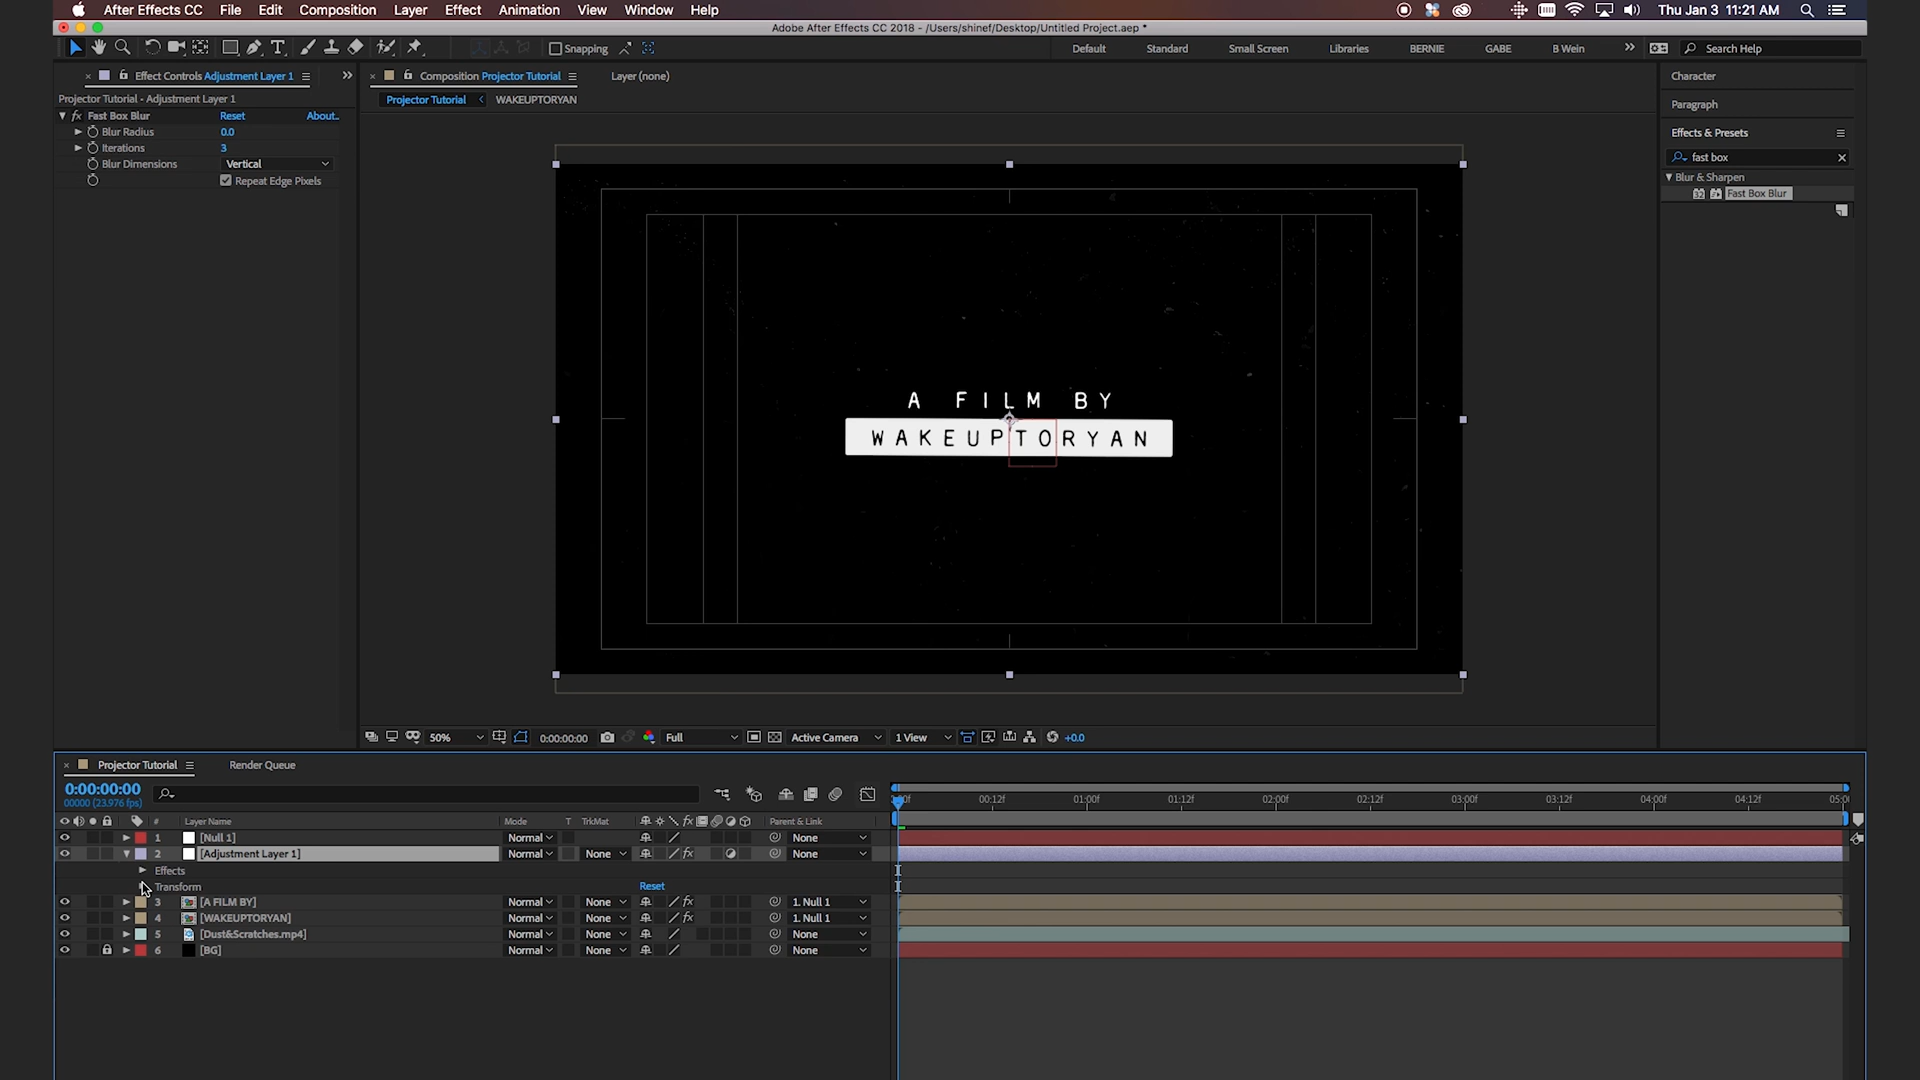 After Effects CC File Edit Composition Layer Effect Animation View Window Help Thu Jan 3 11:21 AM
Adobe After Effects CC 2018 - /Users/shinef/Desktop/Untitled Project.aep *
Snapping Default Standard Small Screen Libraries BERNIE GABE B Wein Search Help
Effect Controls Adjustment Layer 1
Composition Projector Tutorial
Layer (none)
Character
Projector Tutorial - Adjustment Layer 1
Projector Tutorial
WAKEUPTORYAN
Paragraph
fx Fast Box Blur Reset About..
Blur Radius 0.0
Iterations 3
Blur Dimensions Vertical
Repeat Edge Pixels
Effects & Presets
fast box
Blur & Sharpen
32 Fast Box Blur
A FILM BY
WAKEUPTORYAN
50% 0:00:00:00 Full Active Camera 1 View +0.0
Projector Tutorial Render Queue
0:00:00:00
00000 (23.976 fps)
00:12f 01:00f 01:12f 02:00f 02:12f 03:00f 03:12f 04:00f 04:12f
# Layer Name Mode T TrkMat Parent & Link
1 [Null 1] Normal None
2 [Adjustment Layer 1] Normal None fx None
Effects
Transform Reset
3 [A FILM BY] Normal None fx 1. Null 1
4 [WAKEUPTORYAN] Normal None fx 1. Null 1
5 [Dust&Scratches.mp4] Normal None None
6 [BG] Normal None None